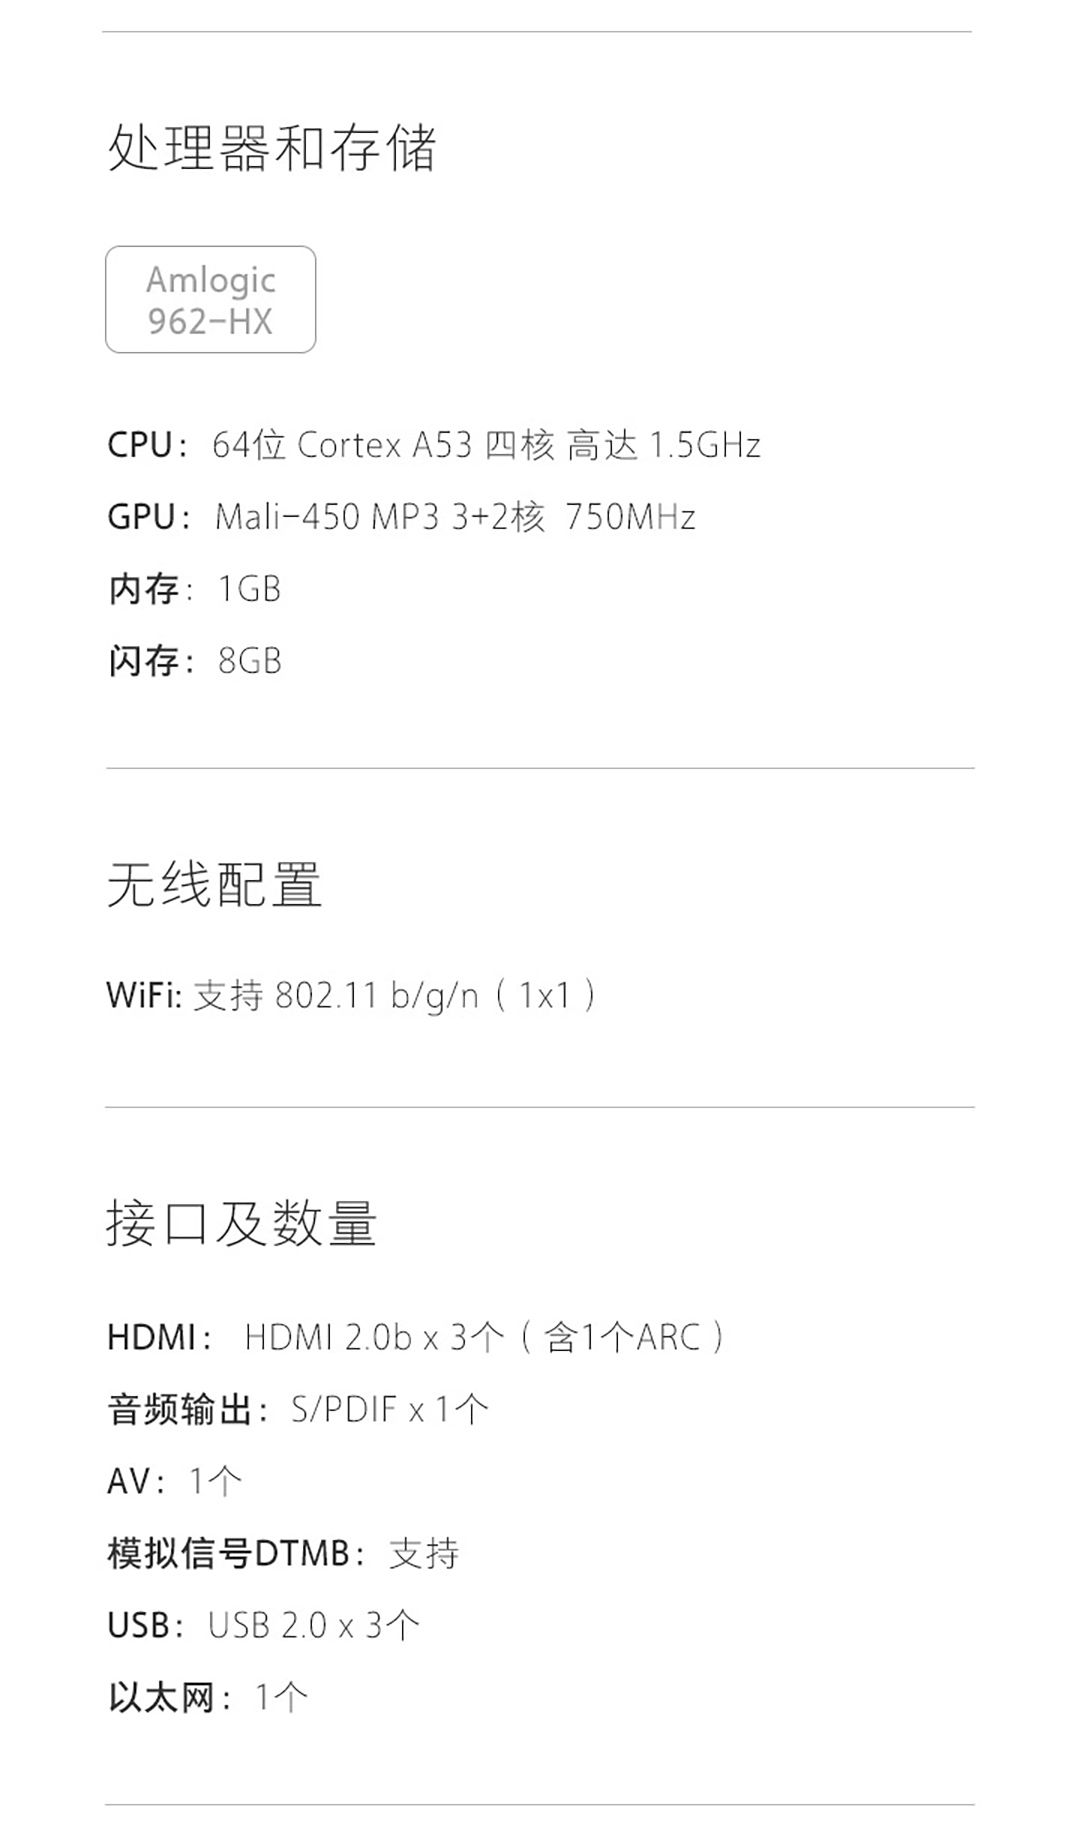 处理器和存储
Amlogic
962-HX
CPU： 64位 Cortex A53 四核 高达 1.5GHz
GPU： Mali-450 MP3 3+2核 750MHz
内存： 1GB
闪存： 8GB
无线配置
WiFi: 支持 802.11 b/g/n（1x1）
接口及数量
HDMI： HDMI 2.0b x 3个（含1个ARC）
音频输出： S/PDIF x 1个
AV： 1个
模拟信号DTMB： 支持
USB： USB 2.0 x 3个
以太网： 1个